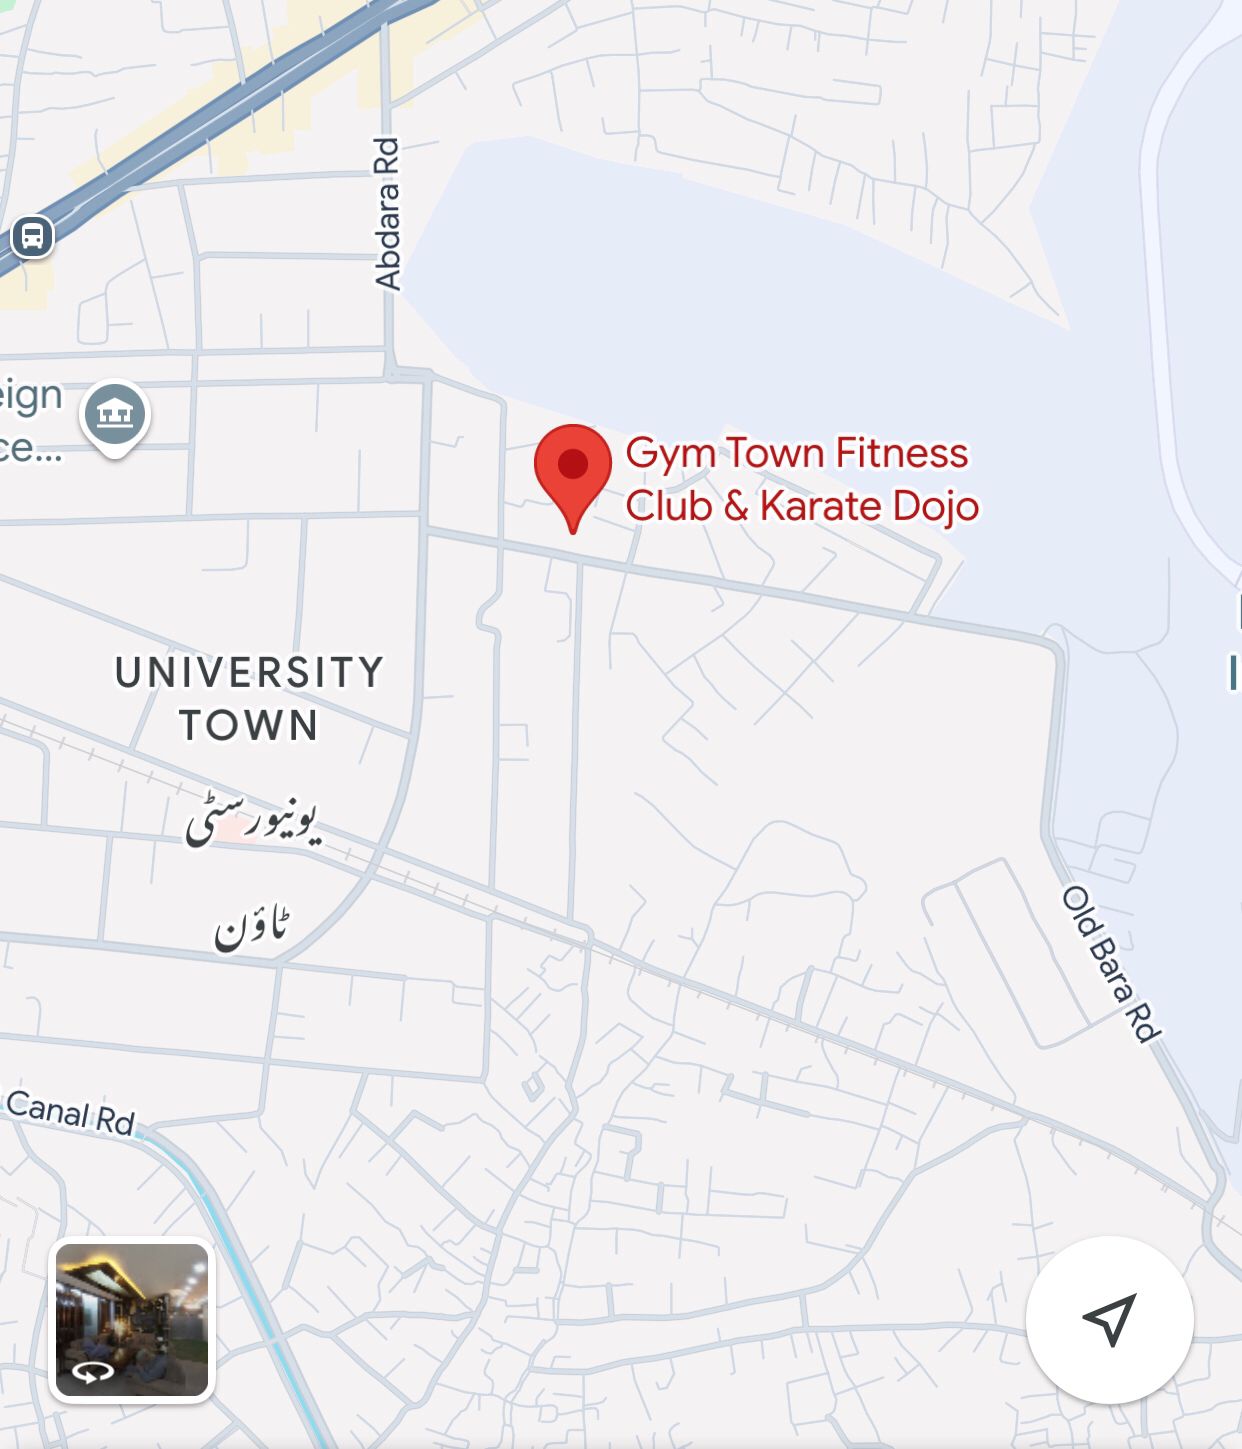 Abdara Rd
eign
ce...
Gym Town Fitness
Club & Karate Dojo
UNIVERSITY
TOWN
یونیورسٹی
ٹاؤن
Old Bara Rd
Canal Rd